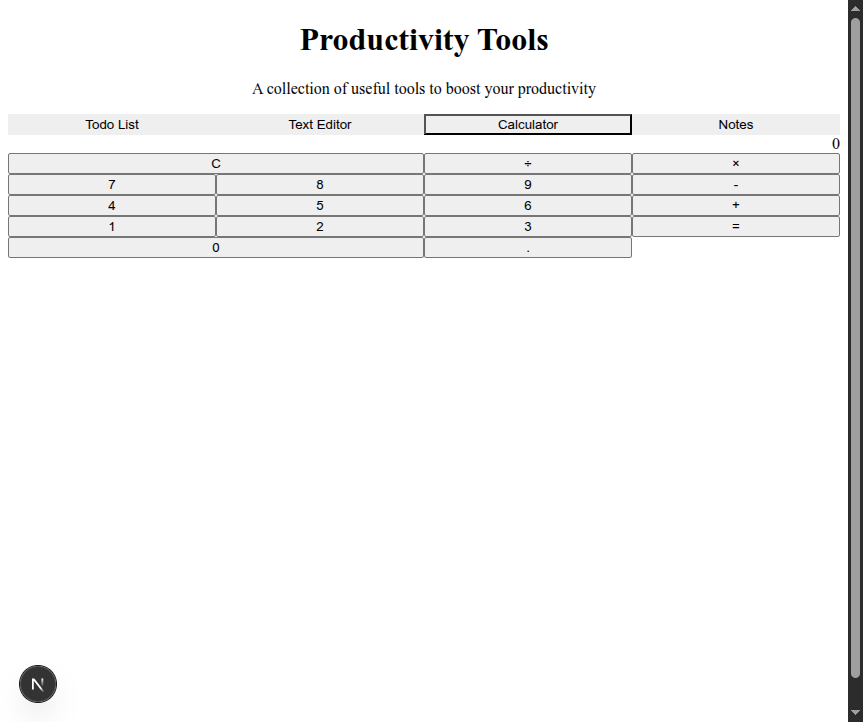 Productivity Tools
A collection of useful tools to boost your productivity
Todo List Text Editor Calculator Notes
0
C ÷ ×
7 8 9 -
4 5 6 +
1 2 3 =
0 .
N